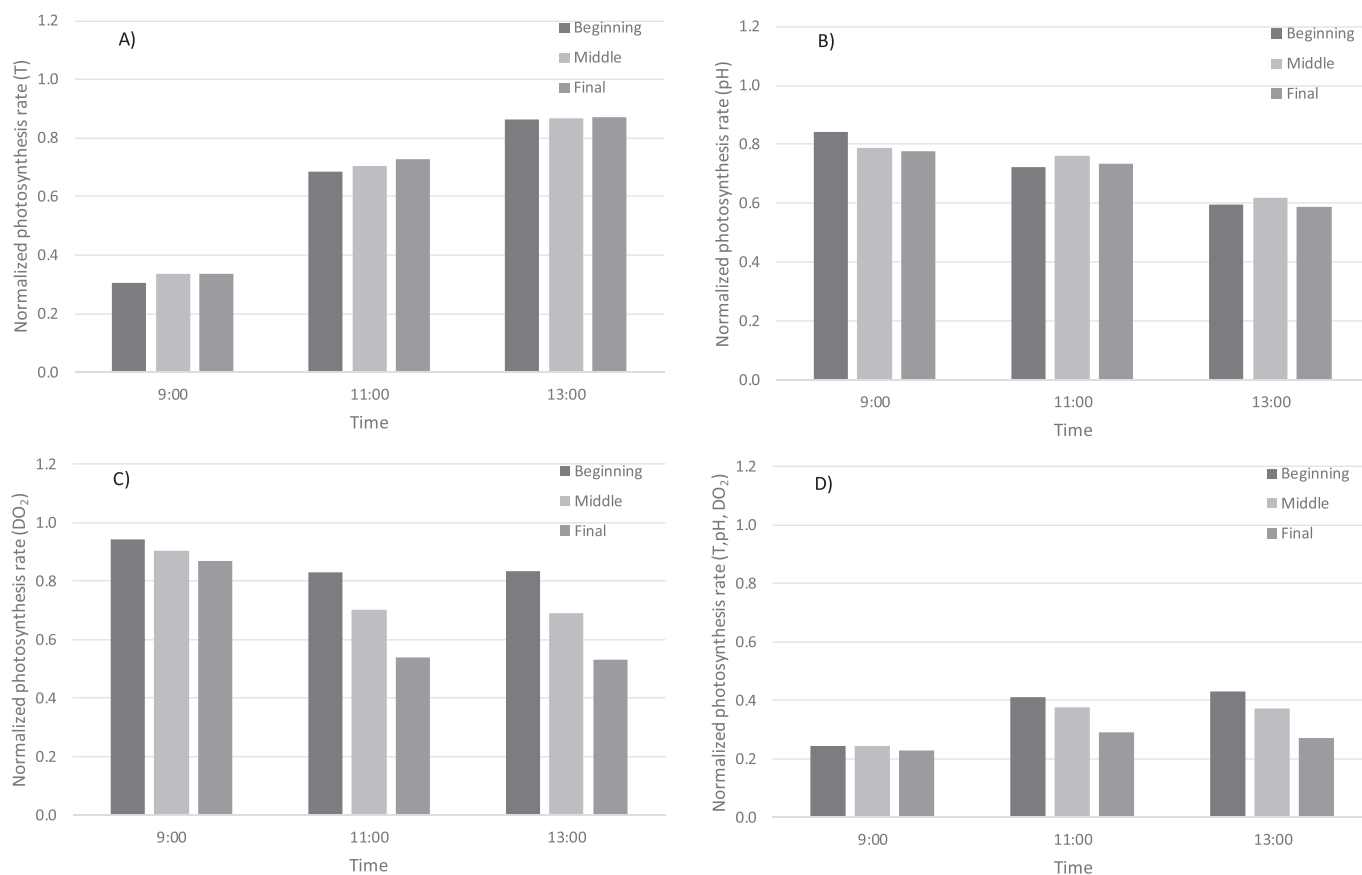 A)
Normalized photosynthesis rate (T)
1.2
1.0
0.8
0.6
0.4
0.2
0.0
Beginning
Middle
Final
9:00 11:00 13:00
Time
B)
Normalized photosynthesis rate (pH)
1.2
1.0
0.8
0.6
0.4
0.2
0.0
Beginning
Middle
Final
9:00 11:00 13:00
Time
C)
Normalized photosynthesis rate (DO₂)
1.2
1.0
0.8
0.6
0.4
0.2
0.0
Beginning
Middle
Final
9:00 11:00 13:00
Time
D)
Normalized photosynthesis rate (T,pH, DO₂)
1.2
1.0
0.8
0.6
0.4
0.2
0.0
Beginning
Middle
Final
9:00 11:00 13:00
Time